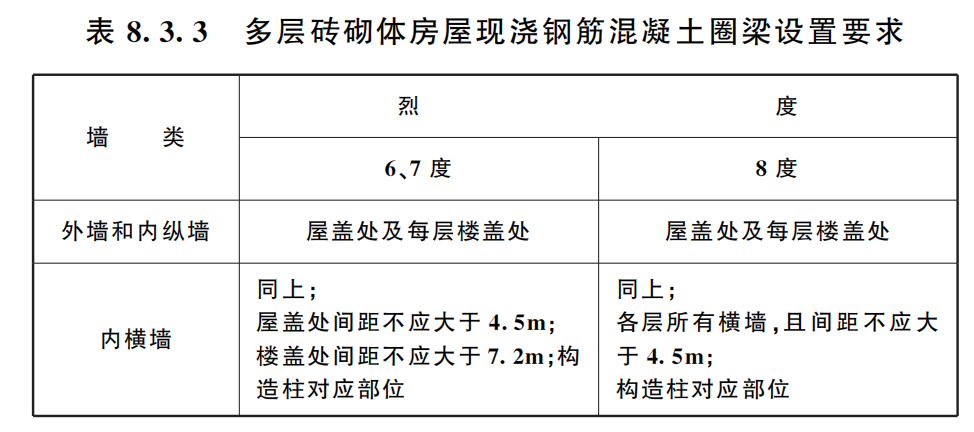 表 8.3.3 多层砖砌体房屋现浇钢筋混凝土圈梁设置要求
墙 类
烈 度
6、7 度
8 度
外墙和内纵墙
屋盖处及每层楼盖处
屋盖处及每层楼盖处
内横墙
同上；
屋盖处间距不应大于 4.5m；
楼盖处间距不应大于 7.2m；构
造柱对应部位
同上；
各层所有横墙，且间距不应大
于 4.5m；
构造柱对应部位